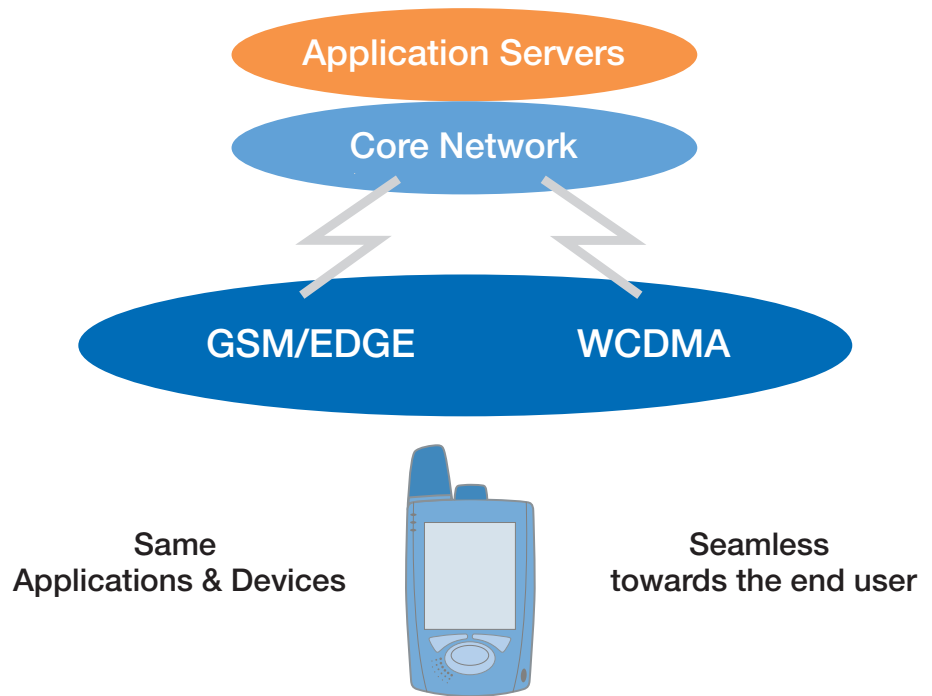 Application Servers
Core Network
GSM/EDGE
WCDMA
Same
Applications & Devices
Seamless
towards the end user